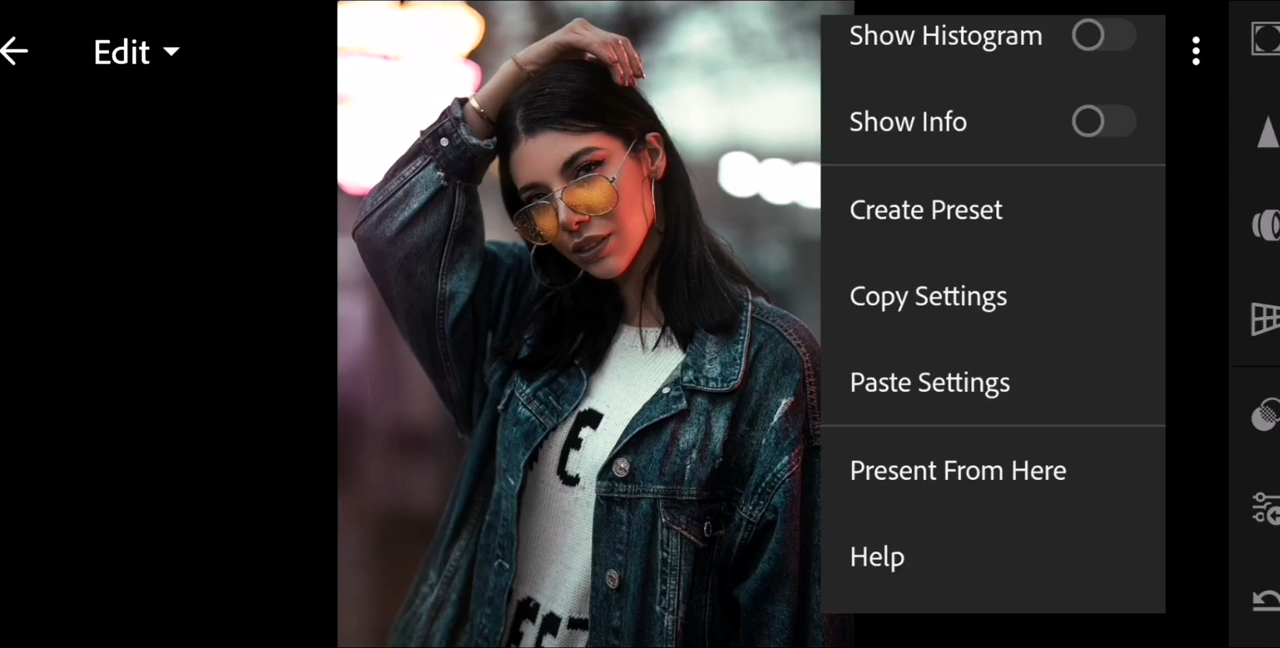 Edit
Show Histogram
Show Info
Create Preset
Copy Settings
Paste Settings
Present From Here
Help
E